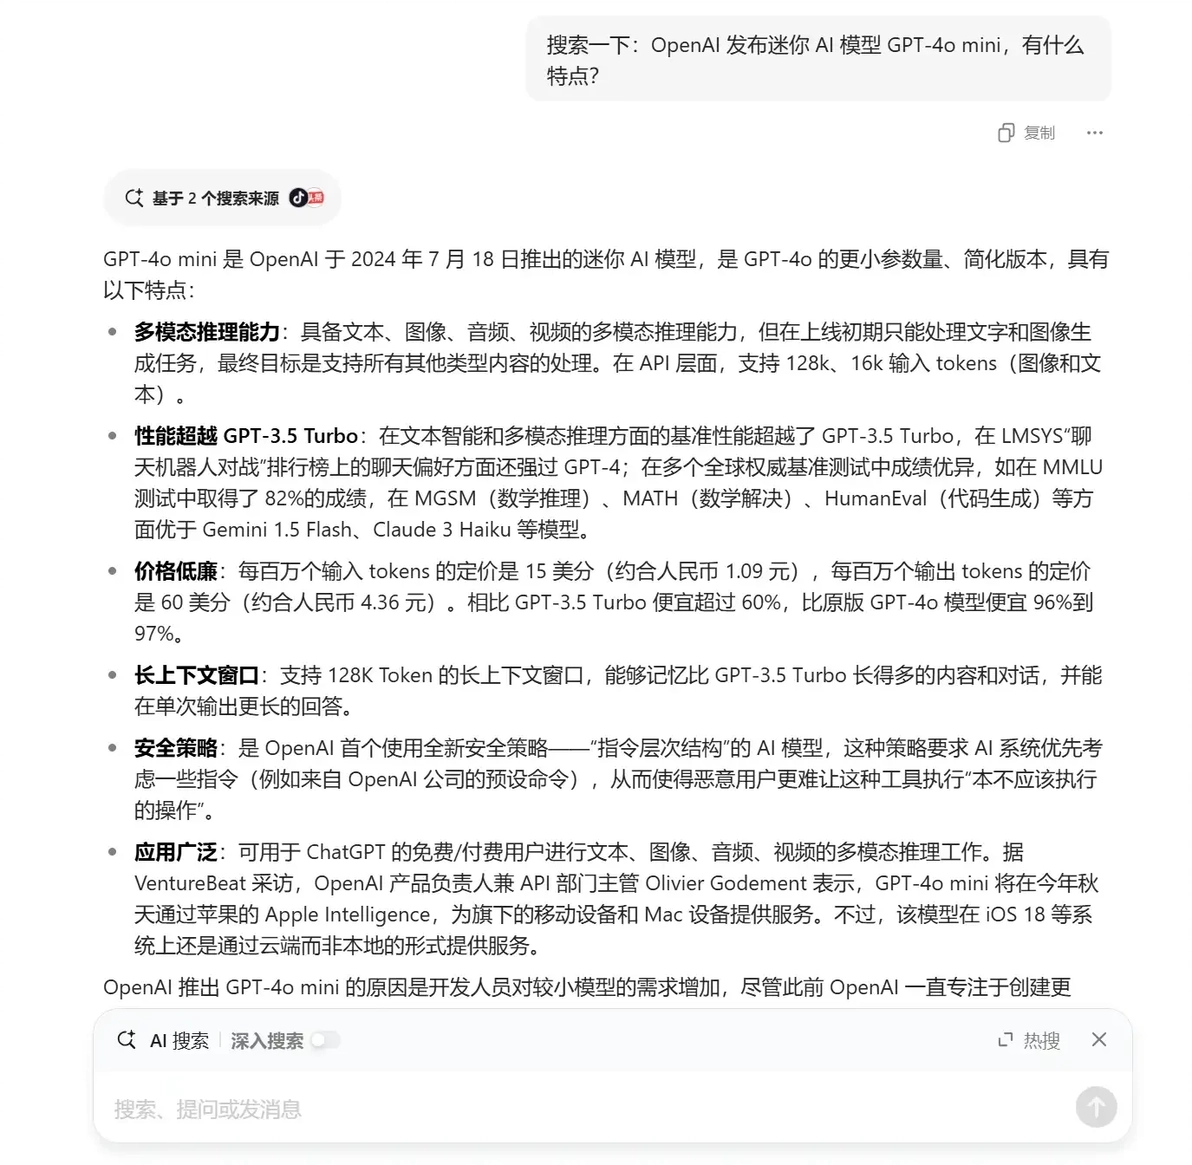 搜索一下：OpenAI 发布迷你 AI 模型 GPT-4o mini，有什么
特点？
复制
基于 2 个搜索来源
头条
GPT-4o mini 是 OpenAI 于 2024 年 7 月 18 日推出的迷你 AI 模型，是 GPT-4o 的更小参数量、简化版本，具有
以下特点：
• 多模态推理能力：具备文本、图像、音频、视频的多模态推理能力，但在上线初期只能处理文字和图像生
成任务，最终目标是支持所有其他类型内容的处理。在 API 层面，支持 128k、16k 输入 tokens（图像和文
本）。
• 性能超越 GPT-3.5 Turbo：在文本智能和多模态推理方面的基准性能超越了 GPT-3.5 Turbo，在 LMSYS“聊
天机器人对战”排行榜上的聊天偏好方面还强过 GPT-4；在多个全球权威基准测试中成绩优异，如在 MMLU
测试中取得了 82%的成绩，在 MGSM（数学推理）、MATH（数学解决）、HumanEval（代码生成）等方
面优于 Gemini 1.5 Flash、Claude 3 Haiku 等模型。
• 价格低廉：每百万个输入 tokens 的定价是 15 美分（约合人民币 1.09 元），每百万个输出 tokens 的定价
是 60 美分（约合人民币 4.36 元）。相比 GPT-3.5 Turbo 便宜超过 60%，比原版 GPT-4o 模型便宜 96%到
97%。
• 长上下文窗口：支持 128K Token 的长上下文窗口，能够记忆比 GPT-3.5 Turbo 长得多的内容和对话，并能
在单次输出更长的回答。
• 安全策略：是 OpenAI 首个使用全新安全策略——“指令层次结构”的 AI 模型，这种策略要求 AI 系统优先考
虑一些指令（例如来自 OpenAI 公司的预设命令），从而使得恶意用户更难让这种工具执行“本不应该执行
的操作”。
• 应用广泛：可用于 ChatGPT 的免费/付费用户进行文本、图像、音频、视频的多模态推理工作。据
VentureBeat 采访，OpenAI 产品负责人兼 API 部门主管 Olivier Godement 表示，GPT-4o mini 将在今年秋
天通过苹果的 Apple Intelligence，为旗下的移动设备和 Mac 设备提供服务。不过，该模型在 iOS 18 等系
统上还是通过云端而非本地的形式提供服务。
OpenAI 推出 GPT-4o mini 的原因是开发人员对较小模型的需求增加，尽管此前 OpenAI 一直专注于创建更
AI 搜索 深入搜索 热搜
搜索、提问或发消息